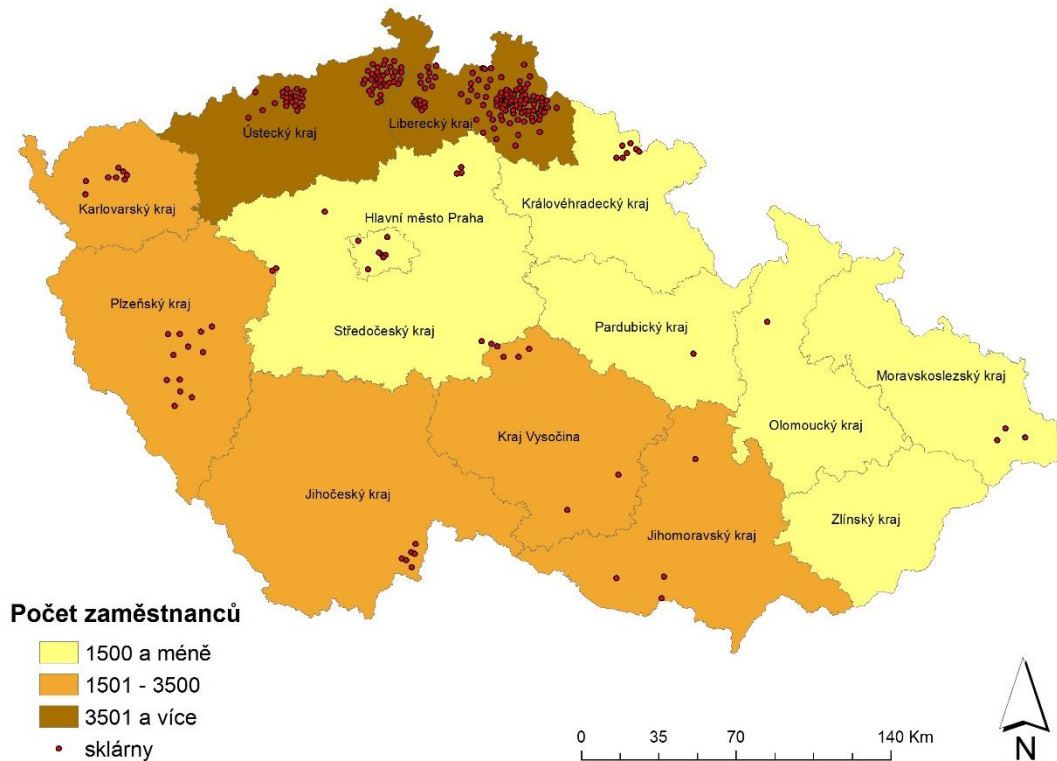 Ústecký kraj
Liberecký kraj
Karlovarský kraj
Hlavní město Praha
Královéhradecký kraj
Plzeňský kraj
Středočeský kraj
Pardubický kraj
Moravskoslezský kraj
Olomoucký kraj
Kraj Vysočina
Jihočeský kraj
Zlínský kraj
Jihomoravský kraj
Počet zaměstnanců
1500 a méně
1501 - 3500
3501 a více
sklárny
0 35 70 140 Km
N